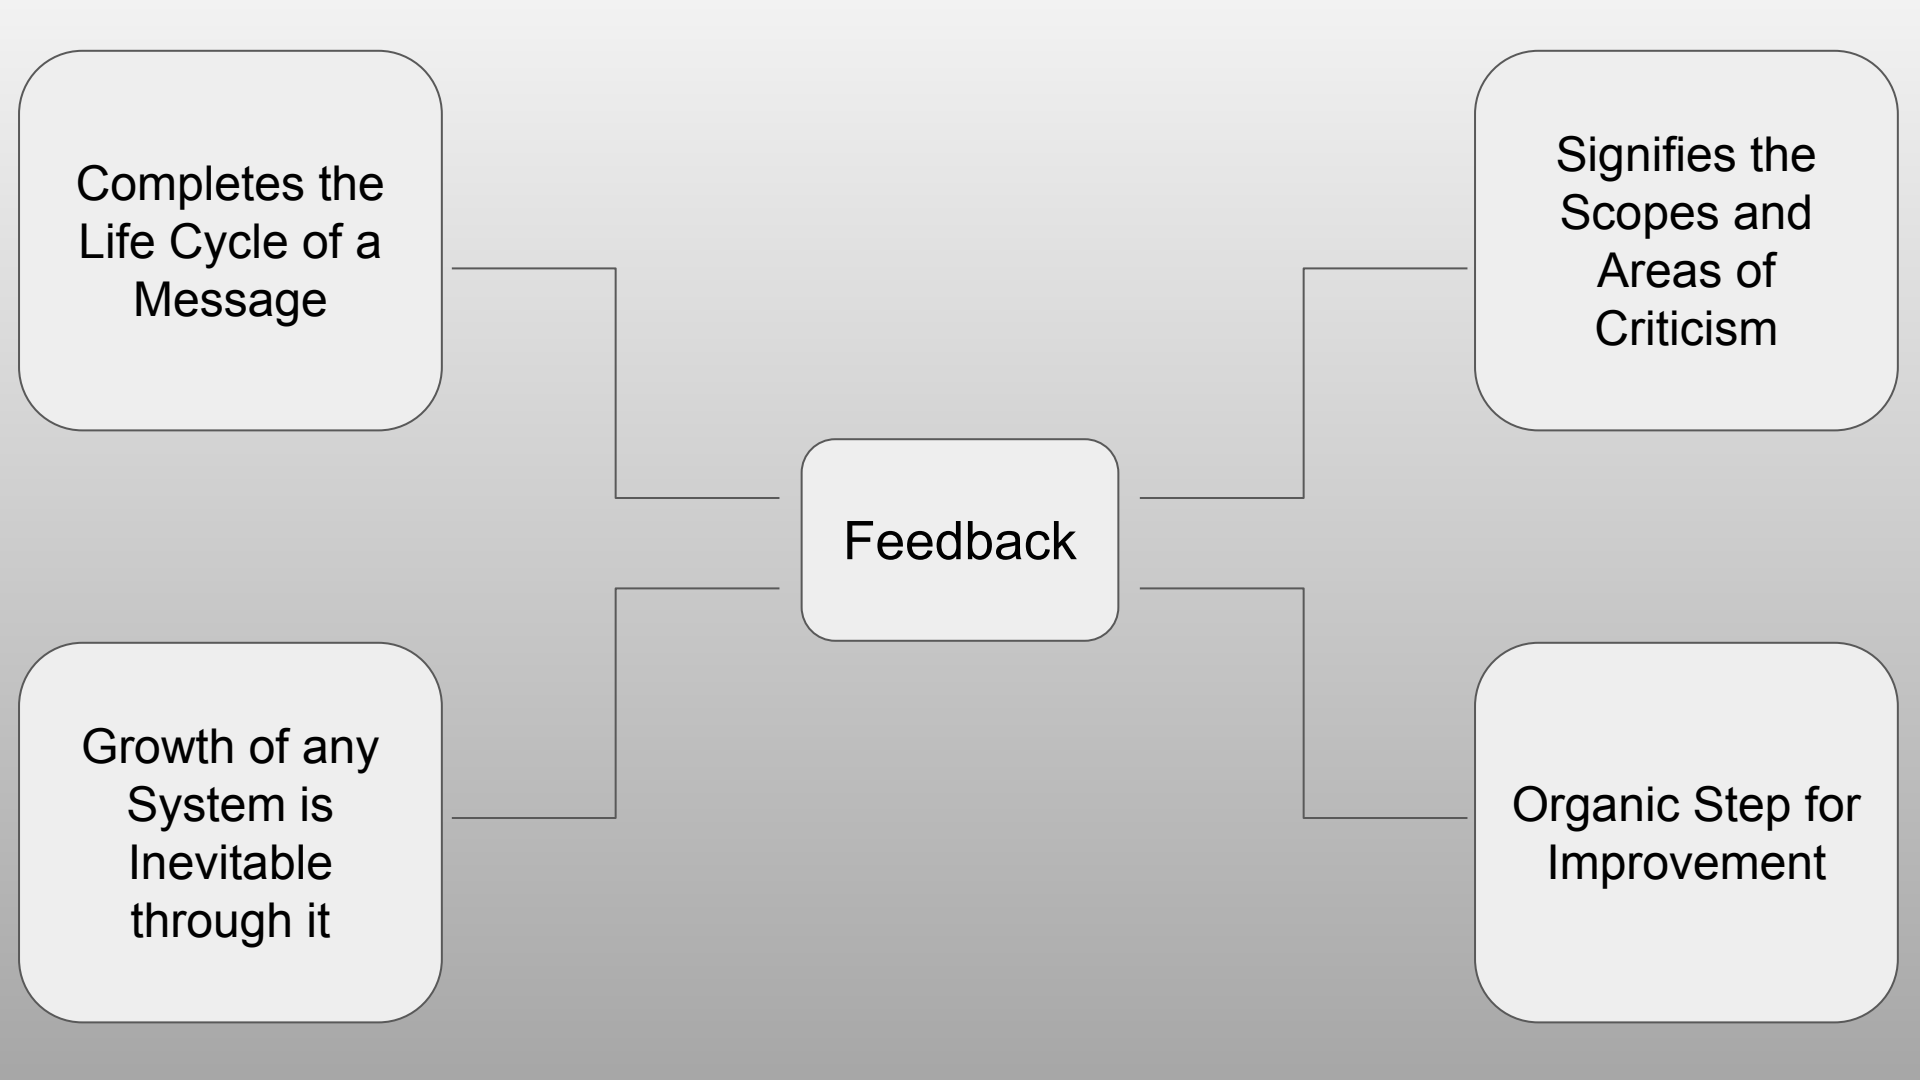 Completes the
Life Cycle of a
Message
Signifies the
Scopes and
Areas of
Criticism
Feedback
Growth of any
System is
Inevitable
through it
Organic Step for
Improvement